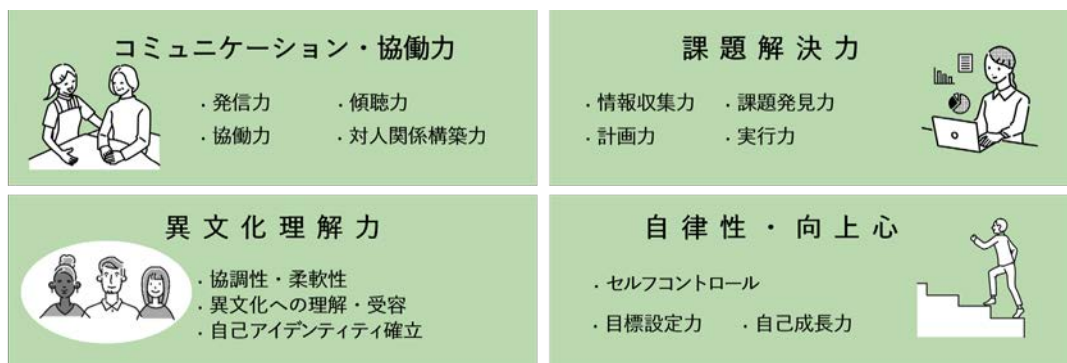 コミュニケーション・協働力
・発信力 ・傾聴力
・協働力 ・対人関係構築力
課題解決力
・情報収集力 ・課題発見力
・計画力 ・実行力
異文化理解力
・協調性・柔軟性
・異文化への理解・受容
・自己アイデンティティ確立
自律性・向上心
・セルフコントロール
・目標設定力 ・自己成長力